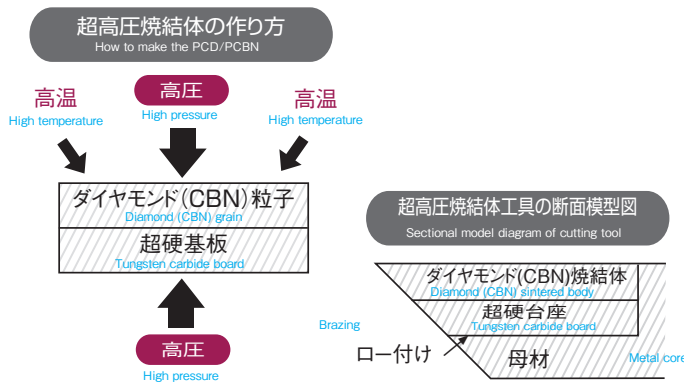 超高圧焼結体の作り方
How to make the PCD/PCBN
高温
High temperature
高圧
High pressure
高温
High temperature
ダイヤモンド(CBN)粒子
Diamond (CBN) grain
超硬基板
Tungsten carbide board
高圧
High pressure
超高圧焼結体工具の断面模型図
Sectional model diagram of cutting tool
ダイヤモンド(CBN)焼結体
Diamond (CBN) sintered body
超硬台座
Tungsten carbide board
Brazing
ロー付け
母材
Metal core